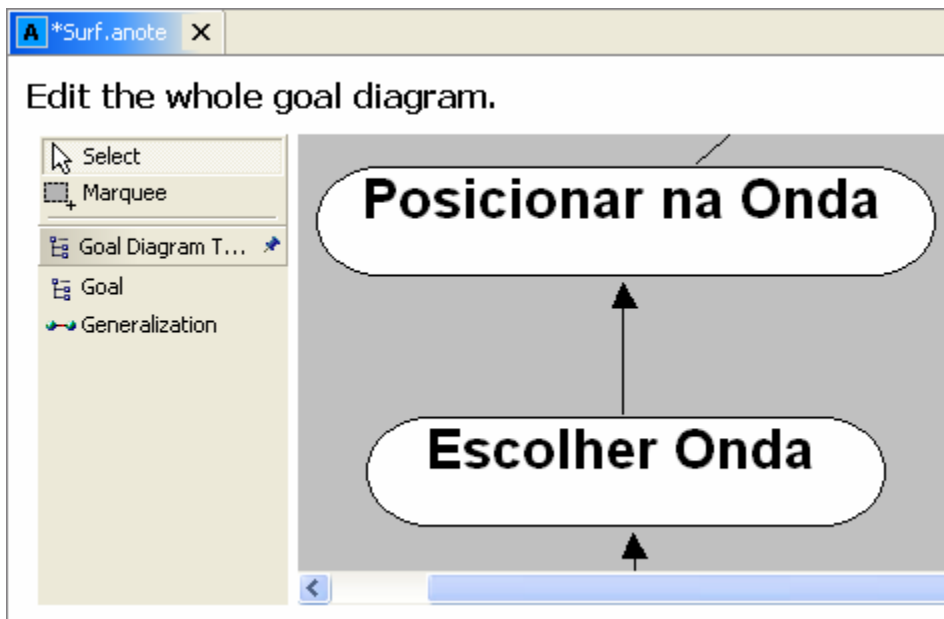 A *Surf.anote X
Edit the whole goal diagram.
Select
Marquee
Goal Diagram T...
Goal
Generalization
Posicionar na Onda
Escolher Onda